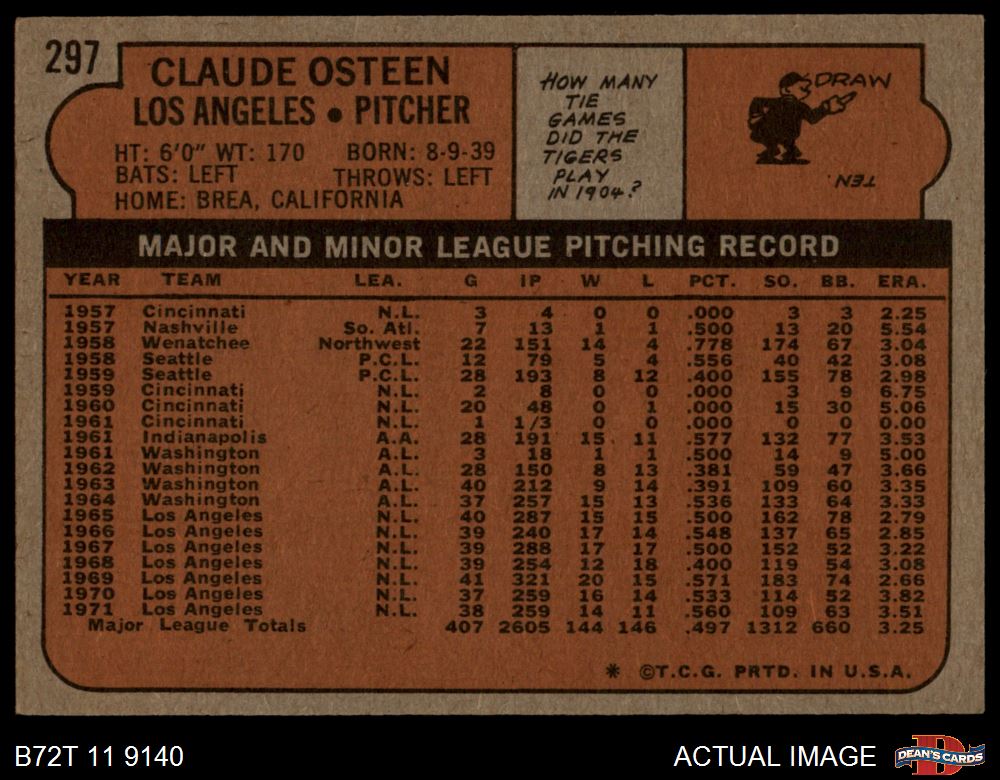 297
CLAUDE OSTEEN
LOS ANGELES • PITCHER
HT: 6'0" WT: 170 BORN: 8-9-39
BATS: LEFT THROWS: LEFT
HOME: BREA, CALIFORNIA
HOW MANY
TIE
GAMES
DID THE
TIGERS
PLAY
IN 1904?
DRAW
TEN
MAJOR AND MINOR LEAGUE PITCHING RECORD
YEAR TEAM LEA. G IP W L PCT. SO. BB. ERA.
1957 Cincinnati N.L. 3 4 0 0 .000 3 3 2.25
1957 Nashville So. Atl. 7 13 1 1 .500 13 20 5.54
1958 Wenatchee Northwest 22 151 14 4 .778 174 67 3.04
1958 Seattle P.C.L. 12 79 5 4 .556 40 42 3.08
1959 Seattle P.C.L. 28 193 8 12 .400 155 78 2.98
1959 Cincinnati N.L. 2 8 0 0 .000 3 9 6.75
1960 Cincinnati N.L. 20 48 0 1 .000 15 30 5.06
1961 Cincinnati N.L. 1 1/3 0 0 .000 0 0 0.00
1961 Indianapolis A.A. 28 191 15 11 .577 132 77 3.53
1961 Washington A.L. 3 18 1 1 .500 14 9 5.00
1962 Washington A.L. 28 150 8 13 .381 59 47 3.66
1963 Washington A.L. 40 212 9 14 .391 109 60 3.35
1964 Washington A.L. 37 257 15 13 .536 133 64 3.33
1965 Los Angeles N.L. 40 287 15 15 .500 162 78 2.79
1966 Los Angeles N.L. 39 240 17 14 .548 137 65 2.85
1967 Los Angeles N.L. 39 288 17 17 .500 152 52 3.22
1968 Los Angeles N.L. 39 254 12 18 .400 119 54 3.08
1969 Los Angeles N.L. 41 321 20 15 .571 183 74 2.66
1970 Los Angeles N.L. 37 259 16 14 .533 114 52 3.82
1971 Los Angeles N.L. 38 259 14 11 .560 109 63 3.51
Major League Totals 407 2605 144 146 .497 1312 660 3.25
* ©T.C.G. PRTD. IN U.S.A.
B72T 11 9140 ACTUAL IMAGE DEAN'S CARDS